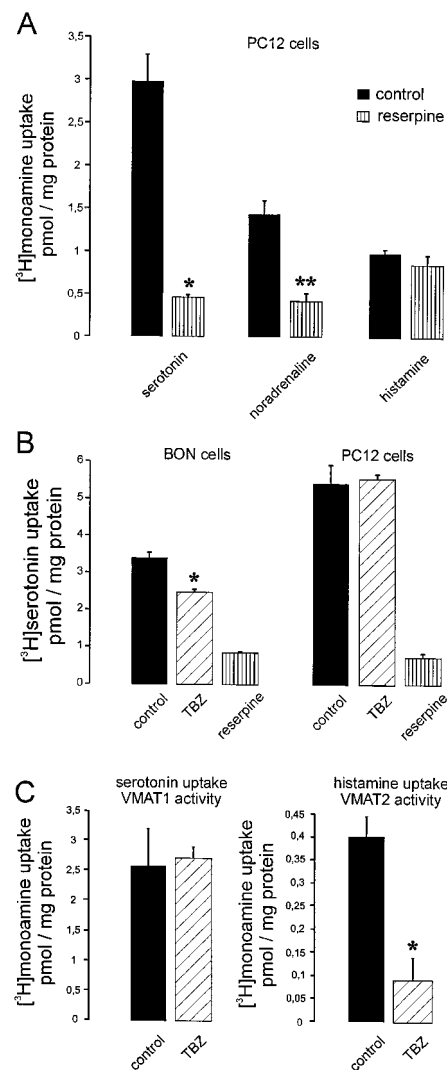 A
PC12 cells
[³H]monoamine uptake
pmol / mg protein
3,5
3
2,5
2
1,5
1
0,5
0
control
reserpine
*
**
serotonin
noradrenaline
histamine
B
BON cells
PC12 cells
[³H]serotonin uptake
pmol / mg protein
6
5
4
3
2
1
0
*
control
TBZ
reserpine
control
TBZ
reserpine
C
serotonin uptake
VMAT1 activity
[³H]monoamine uptake
pmol / mg protein
3,5
3
2,5
2
1,5
1
0,5
0
control
TBZ
histamine uptake
VMAT2 activity
[³H]monoamine uptake
pmol / mg protein
0,45
0,4
0,35
0,3
0,25
0,2
0,15
0,1
0,05
0
*
control
TBZ